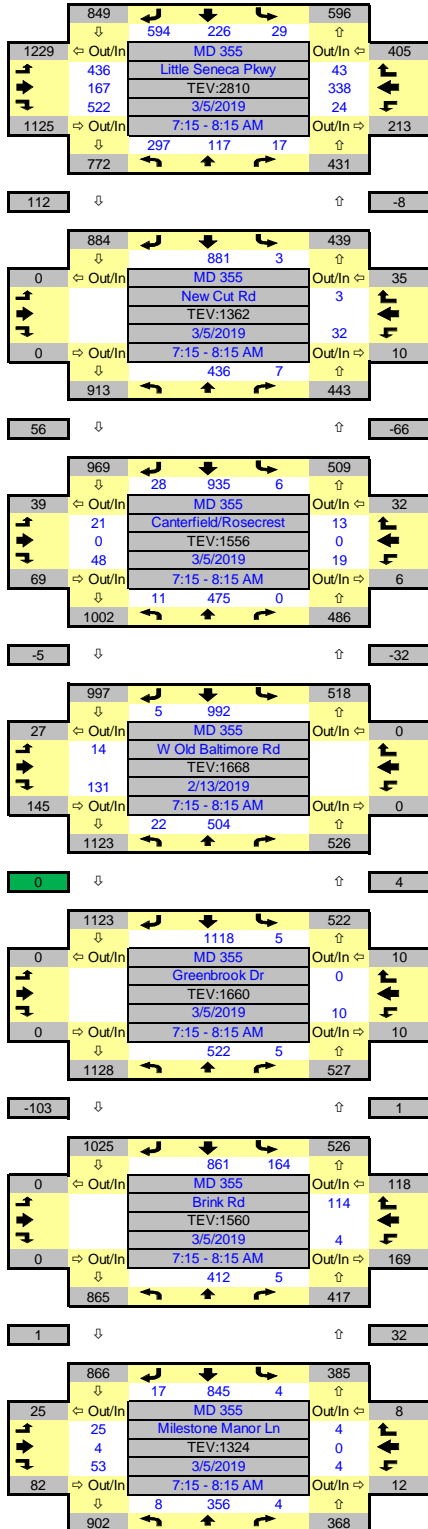 849 596
594 226 29
1229 Out/In MD 355 Out/In 405
436 Little Seneca Pkwy 43
167 TEV:2810 338
522 3/5/2019 24
1125 Out/In 7:15 - 8:15 AM Out/In 213
297 117 17
772 431
112 -8
884 439
881 3
0 Out/In MD 355 Out/In 35
New Cut Rd 3
TEV:1362
3/5/2019 32
0 Out/In 7:15 - 8:15 AM Out/In 10
436 7
913 443
56 -66
969 509
28 935 6
39 Out/In MD 355 Out/In 32
21 Canterfield/Rosecrest 13
0 TEV:1556 0
48 3/5/2019 19
69 Out/In 7:15 - 8:15 AM Out/In 6
11 475 0
1002 486
-5 -32
997 518
5 992
27 Out/In MD 355 Out/In 0
14 W Old Baltimore Rd
TEV:1668
131 2/13/2019
145 Out/In 7:15 - 8:15 AM Out/In 0
22 504
1123 526
0 4
1123 522
1118 5
0 Out/In MD 355 Out/In 10
Greenbrook Dr 0
TEV:1660
3/5/2019 10
0 Out/In 7:15 - 8:15 AM Out/In 10
522 5
1128 527
-103 1
1025 526
861 164
0 Out/In MD 355 Out/In 118
Brink Rd 114
TEV:1560
3/5/2019 4
0 Out/In 7:15 - 8:15 AM Out/In 169
412 5
865 417
1 32
866 385
17 845 4
25 Out/In MD 355 Out/In 8
25 Milestone Manor Ln 4
4 TEV:1324 0
53 3/5/2019 4
82 Out/In 7:15 - 8:15 AM Out/In 12
8 356 4
902 368